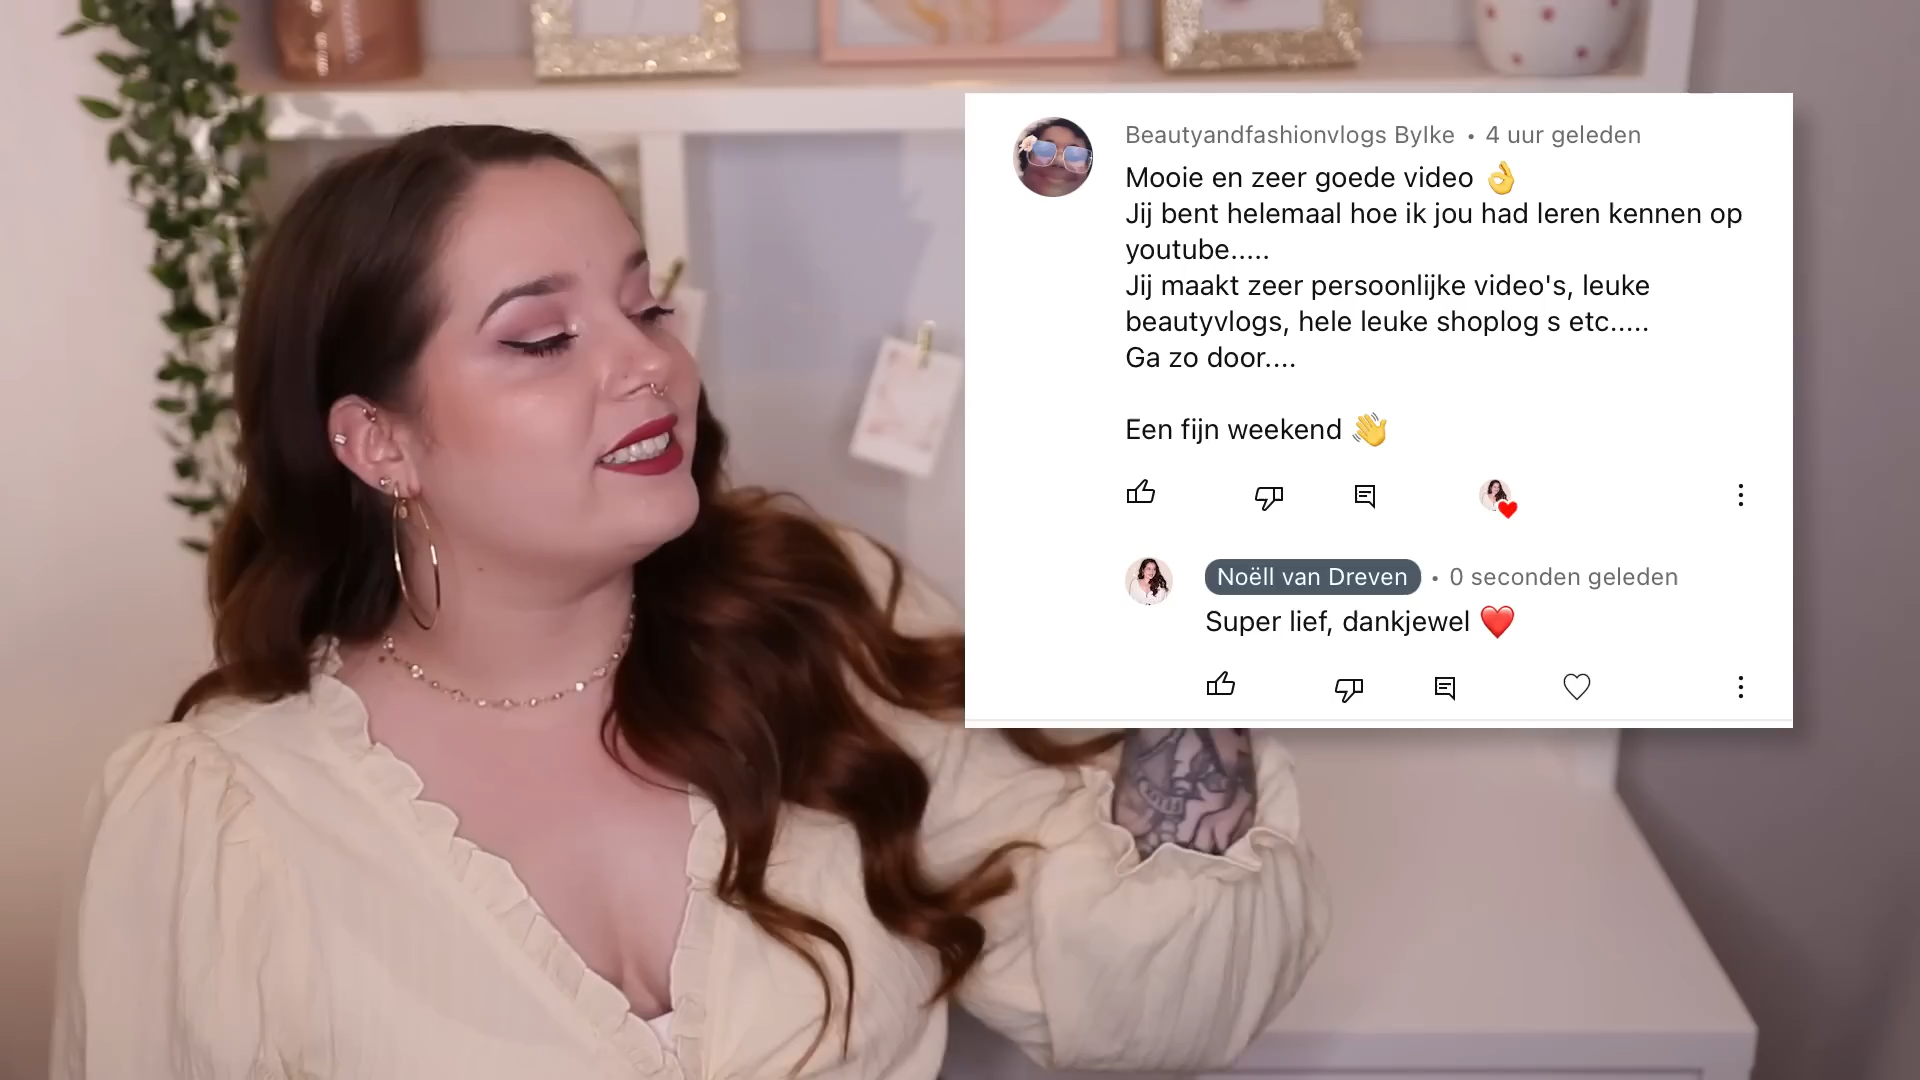 Beautyandfashionvlogs Bylke • 4 uur geleden
Mooie en zeer goede video 👌
Jij bent helemaal hoe ik jou had leren kennen op
youtube.....
Jij maakt zeer persoonlijke video's, leuke
beautyvlogs, hele leuke shoplog s etc.....
Ga zo door....
Een fijn weekend 👋
Noëll van Dreven • 0 seconden geleden
Super lief, dankjewel ❤️